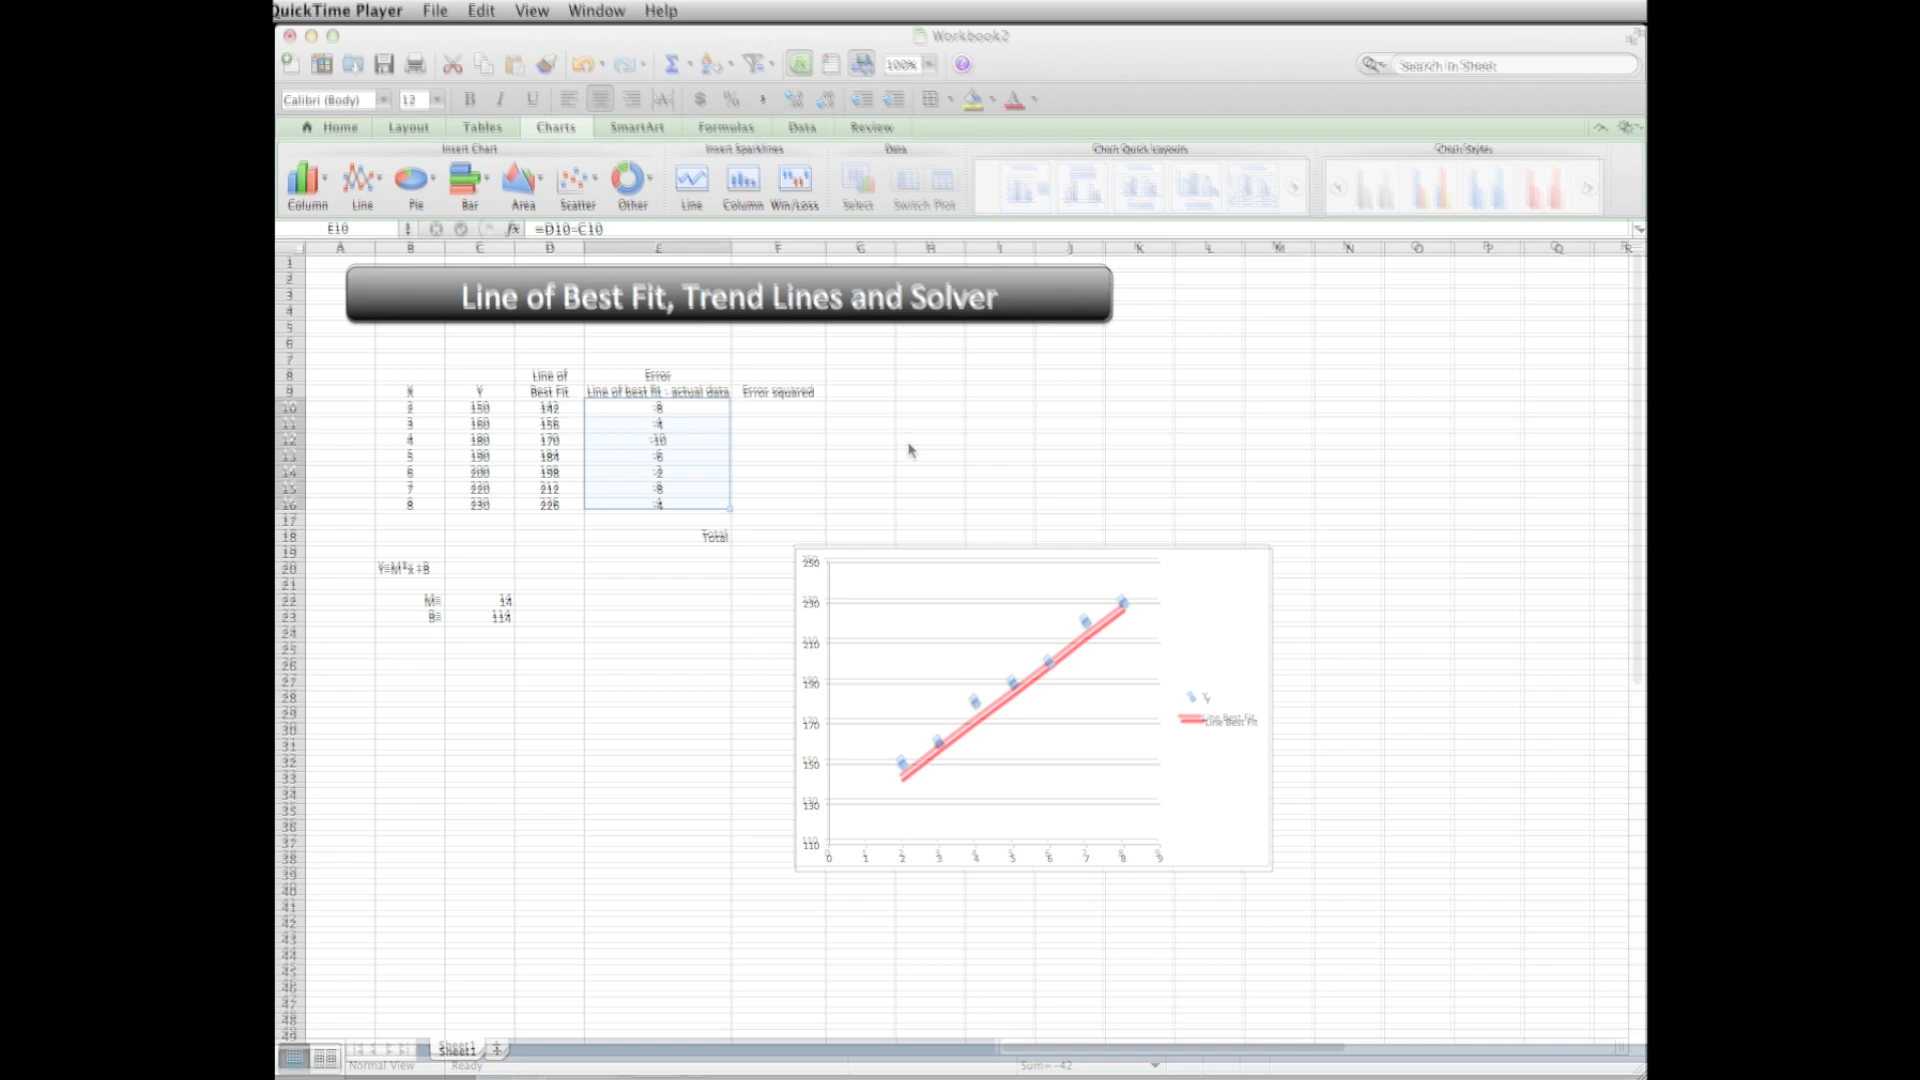 QuickTime Player File Edit View Window Help
Workbook2
100%
Search in Sheet
Calibri (Body) 12 B I U $ %
Home Layout Tables Charts SmartArt Formulas Data Review
Insert Chart Insert Sparklines Data Chart Quick Layouts Chart Styles
Column Line Pie Bar Area Scatter Other Line Column Win/Loss Select Switch Plot
E10 fx =D10-C10
A B C D E F G H I J K L M N O P Q R
Line of Best Fit, Trend Lines and Solver
Line of Error
X Y Best Fit Line of best fit - actual data Error squared
2 150 142 -8
3 160 156 -4
4 180 170 -10
5 190 184 -6
6 200 198 -2
7 220 212 -8
8 230 226 -4
Total
Y=M*x+B
M= 14
B= 114
250
230
210
190
170
150
130
110
0 1 2 3 4 5 6 7 8 9
Y
Line Best Fit
Sheet1
Normal View Ready Sum=-42